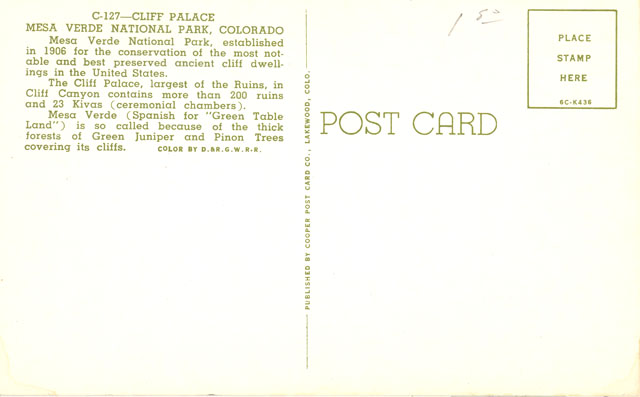 C-127—CLIFF PALACE
MESA VERDE NATIONAL PARK, COLORADO
Mesa Verde National Park, established
in 1906 for the conservation of the most not-
able and best preserved ancient cliff dwell-
ings in the United States.
The Cliff Palace, largest of the Ruins, in
Cliff Canyon contains more than 200 ruins
and 23 Kivas (ceremonial chambers).
Mesa Verde (Spanish for "Green Table
Land") is so called because of the thick
forests of Green Juniper and Pinon Trees
covering its cliffs. COLOR BY D.&R.G.W.R.R.
PUBLISHED BY COOPER POST CARD CO., LAKEWOOD, COLO.
POST CARD
1 50
PLACE
STAMP
HERE
6C-K436